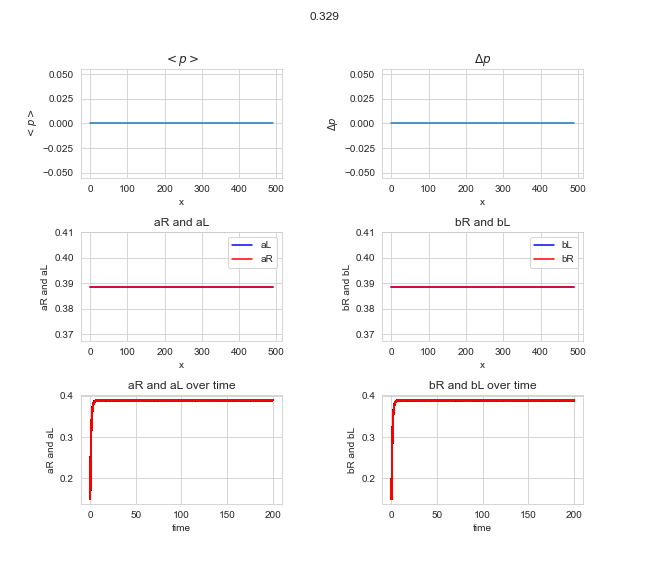 0.329
< p >
Δp
0.050
0.025
0.000
−0.025
−0.050
< p >
0 100 200 300 400 500
x
0.050
0.025
0.000
−0.025
−0.050
Δp
0 100 200 300 400 500
x
aR and aL
0.41
0.40
0.39
0.38
0.37
aR and aL
aL
aR
0 100 200 300 400 500
x
bR and bL
0.41
0.40
0.39
0.38
0.37
bR and bL
bL
bR
0 100 200 300 400 500
x
aR and aL over time
0.4
0.3
0.2
aR and aL
0 50 100 150 200
time
bR and bL over time
0.4
0.3
0.2
bR and bL
0 50 100 150 200
time